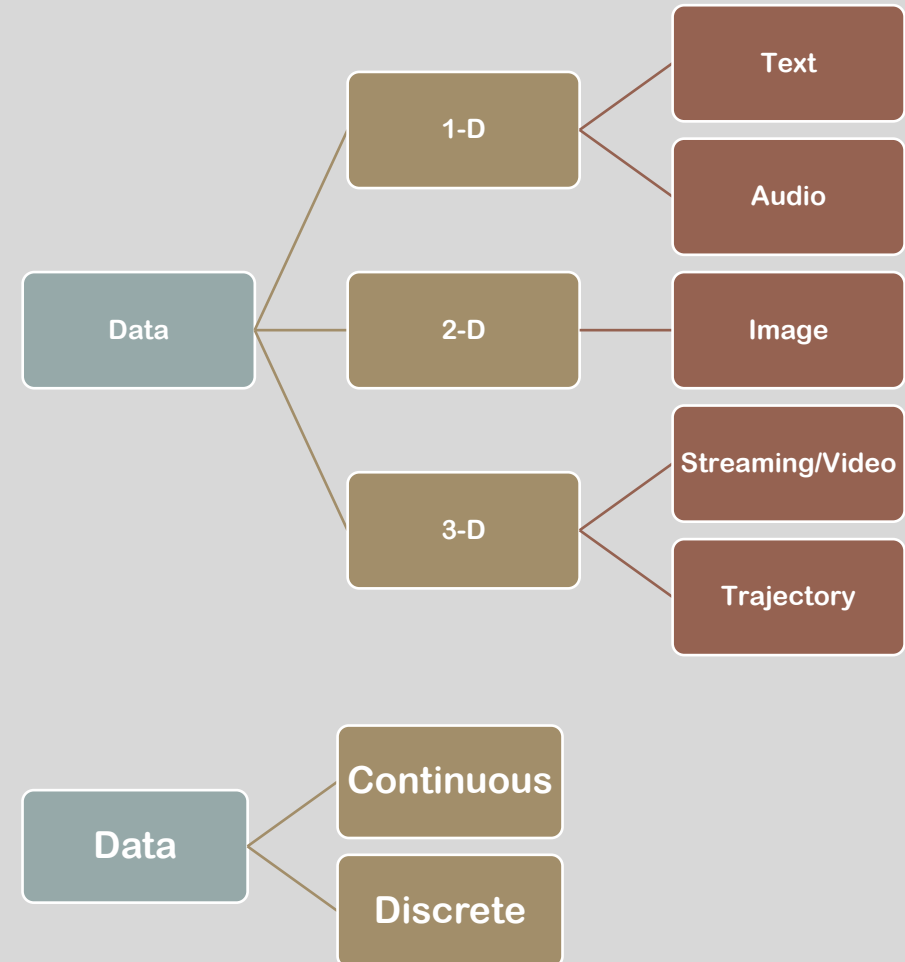 Text
1-D
Audio
Data
2-D
Image
Streaming/Video
3-D
Trajectory
Continuous
Data
Discrete